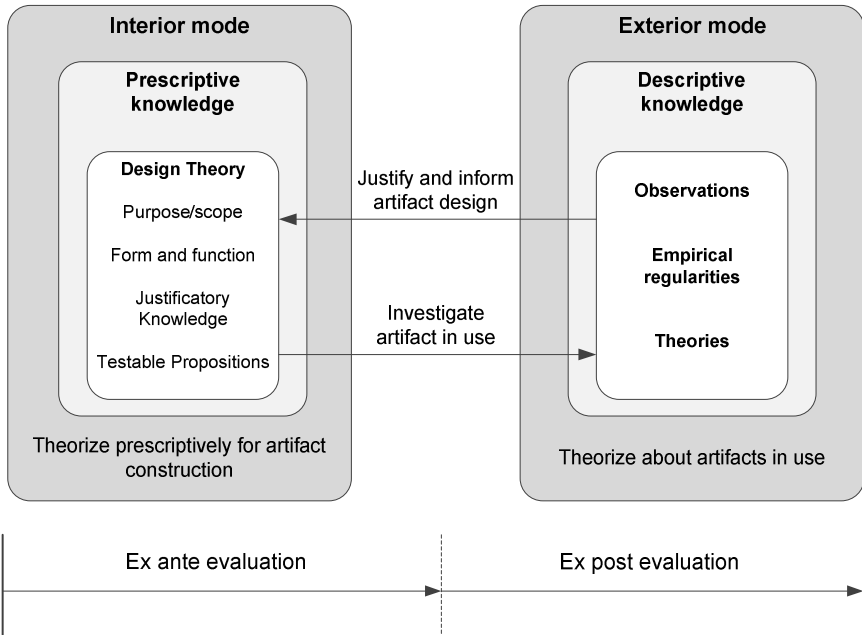 Interior mode
Prescriptive
knowledge
Design Theory
Purpose/scope
Form and function
Justificatory
Knowledge
Testable Propositions
Theorize prescriptively for artifact
construction
Justify and inform
artifact design
Investigate
artifact in use
Exterior mode
Descriptive
knowledge
Observations
Empirical
regularities
Theories
Theorize about artifacts in use
Ex ante evaluation
Ex post evaluation